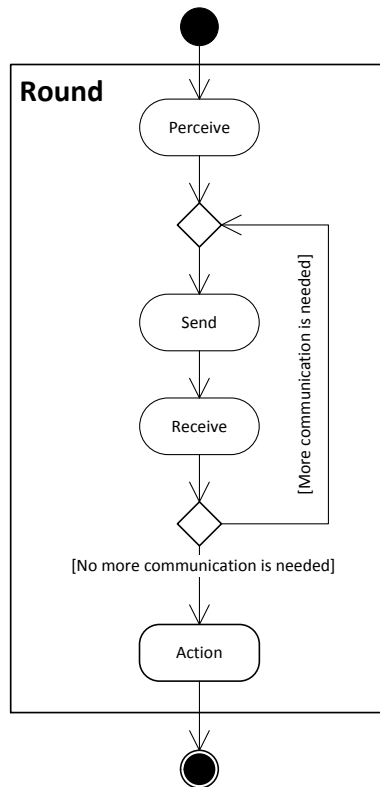 Round
Perceive
Send
[More communication is needed]
Receive
[No more communication is needed]
Action